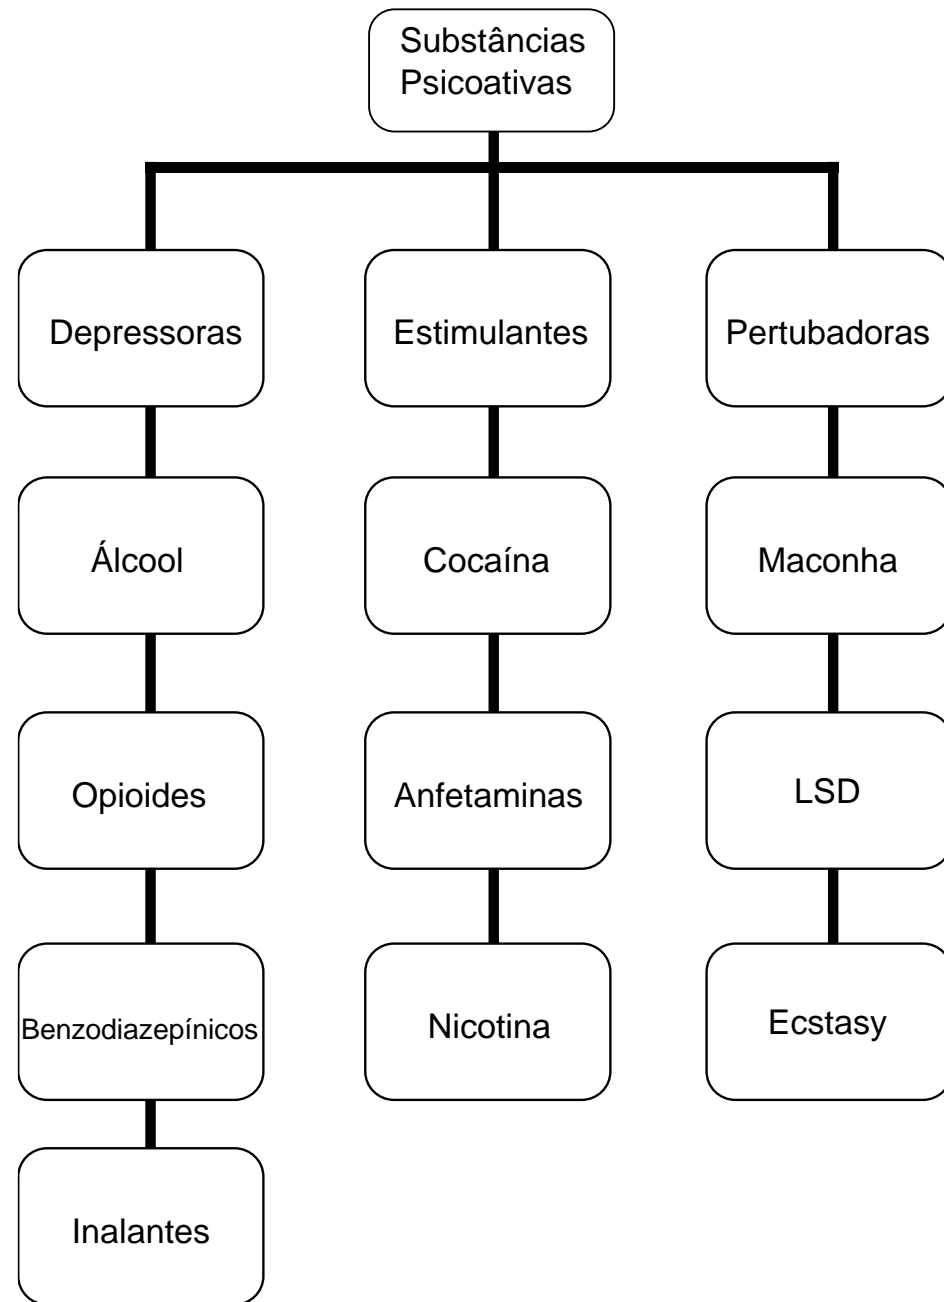 Substâncias
Psicoativas
Depressoras
Estimulantes
Pertubadoras
Álcool
Cocaína
Maconha
Opioides
Anfetaminas
LSD
Benzodiazepínicos
Nicotina
Ecstasy
Inalantes